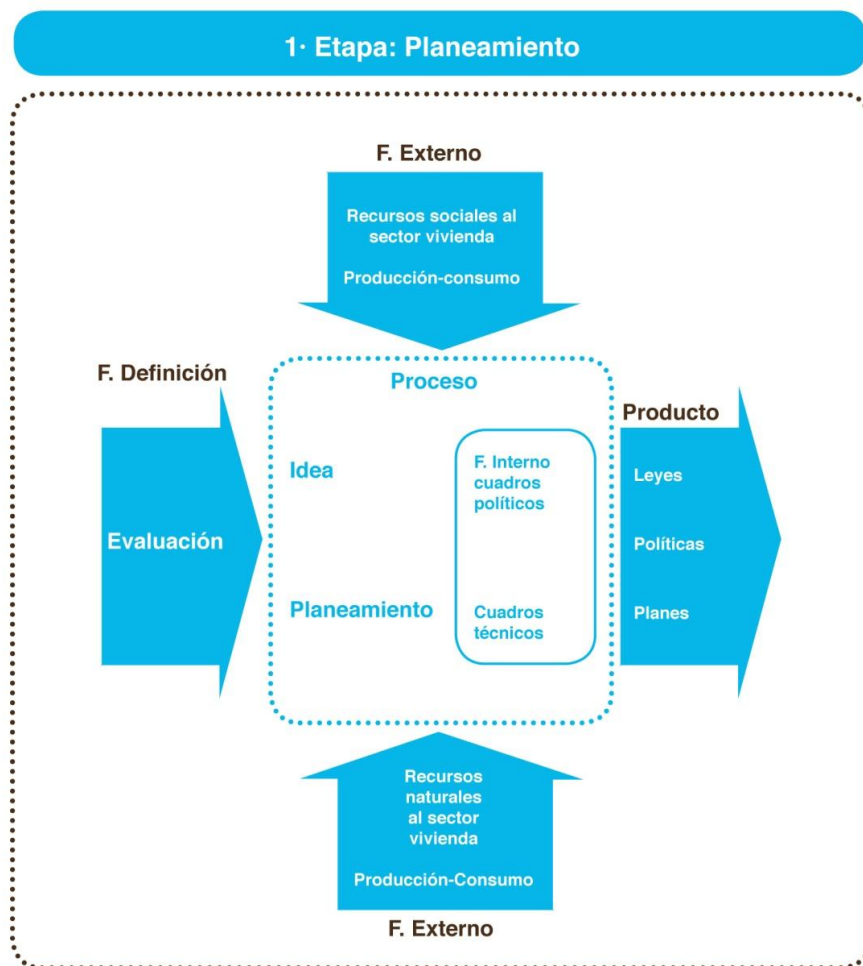 1· Etapa: Planeamiento
F. Externo
Recursos sociales al
sector vivienda
Producción-consumo
F. Definición
Evaluación
Proceso
Idea
Planeamiento
F. Interno
cuadros
políticos
Cuadros
técnicos
Producto
Leyes
Políticas
Planes
Recursos
naturales
al sector
vivienda
Producción-Consumo
F. Externo